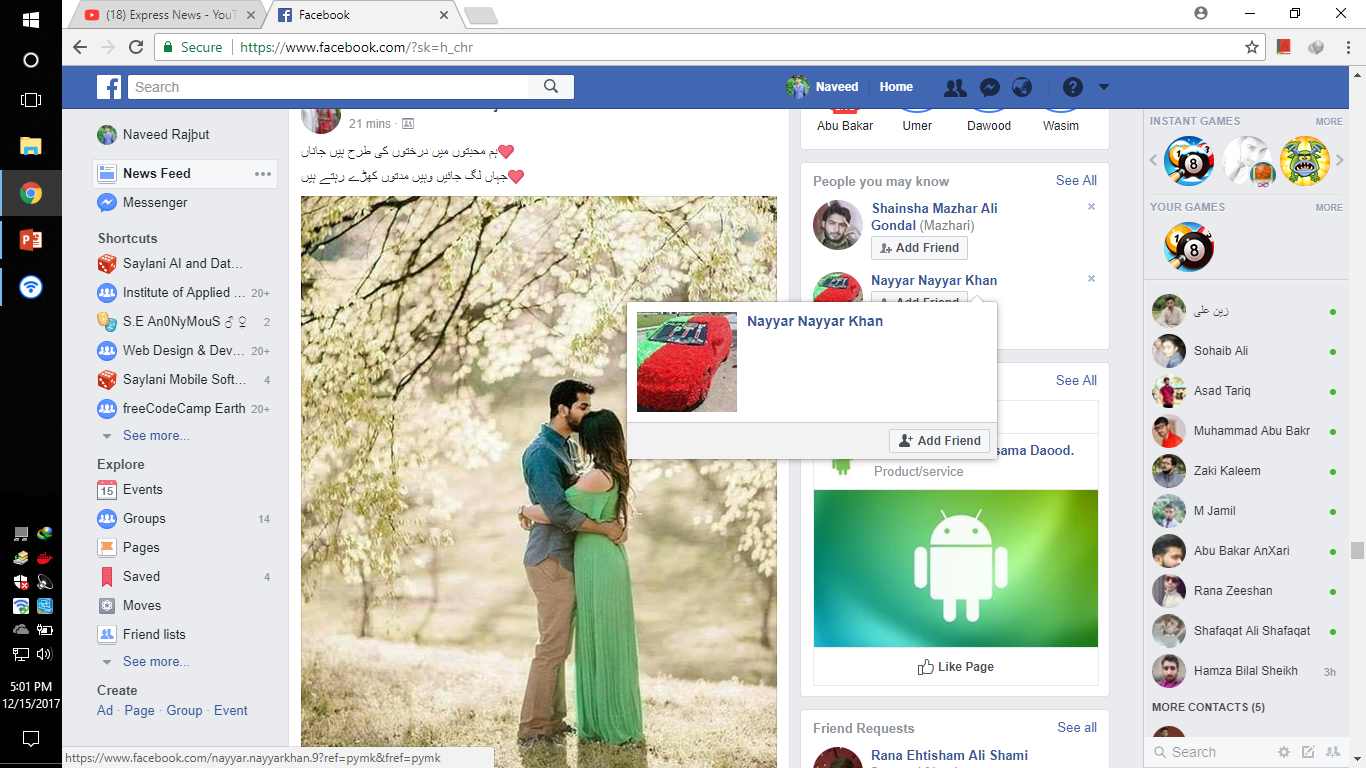 (18) Express News - YouT
Facebook
Secure
https://www.facebook.com/?sk=h_chr
Search
Naveed
Home
Naveed Rajput
News Feed
Messenger
Shortcuts
Saylani AI and Dat...
Institute of Applied ... 20+
S.E An0NyMouS ♂ ♀ 2
Web Design & Dev... 20+
Saylani Mobile Soft... 4
freeCodeCamp Earth 20+
See more...
Explore
15 Events
Groups 14
Pages
Saved 4
Moves
Friend lists
See more...
Create
Ad · Page · Group · Event
21 mins ·
ہم محبتوں میں درختوں کی طرح ہیں جاناں❤
جہاں لگ جائیں وہیں مدتوں کھڑے رہتے ہیں❤
Abu Bakar
Umer
Dawood
Wasim
People you may know
See All
Shainsha Mazhar Ali
Gondal (Mazhari)
Add Friend
Nayyar Nayyar Khan
Add Friend
PTI
Nayyar Nayyar Khan
Add Friend
See All
sama Daood.
Product/service
Like Page
Friend Requests
See all
Rana Ehtisham Ali Shami
INSTANT GAMES
MORE
YOUR GAMES
MORE
زین علی
Sohaib Ali
Asad Tariq
Muhammad Abu Bakr
Zaki Kaleem
M Jamil
Abu Bakar AnXari
Rana Zeeshan
Shafaqat Ali Shafaqat
Hamza Bilal Sheikh 3h
MORE CONTACTS (5)
Search
5:01 PM
12/15/2017
https://www.facebook.com/nayyar.nayyarkhan.9?ref=pymk&fref=pymk